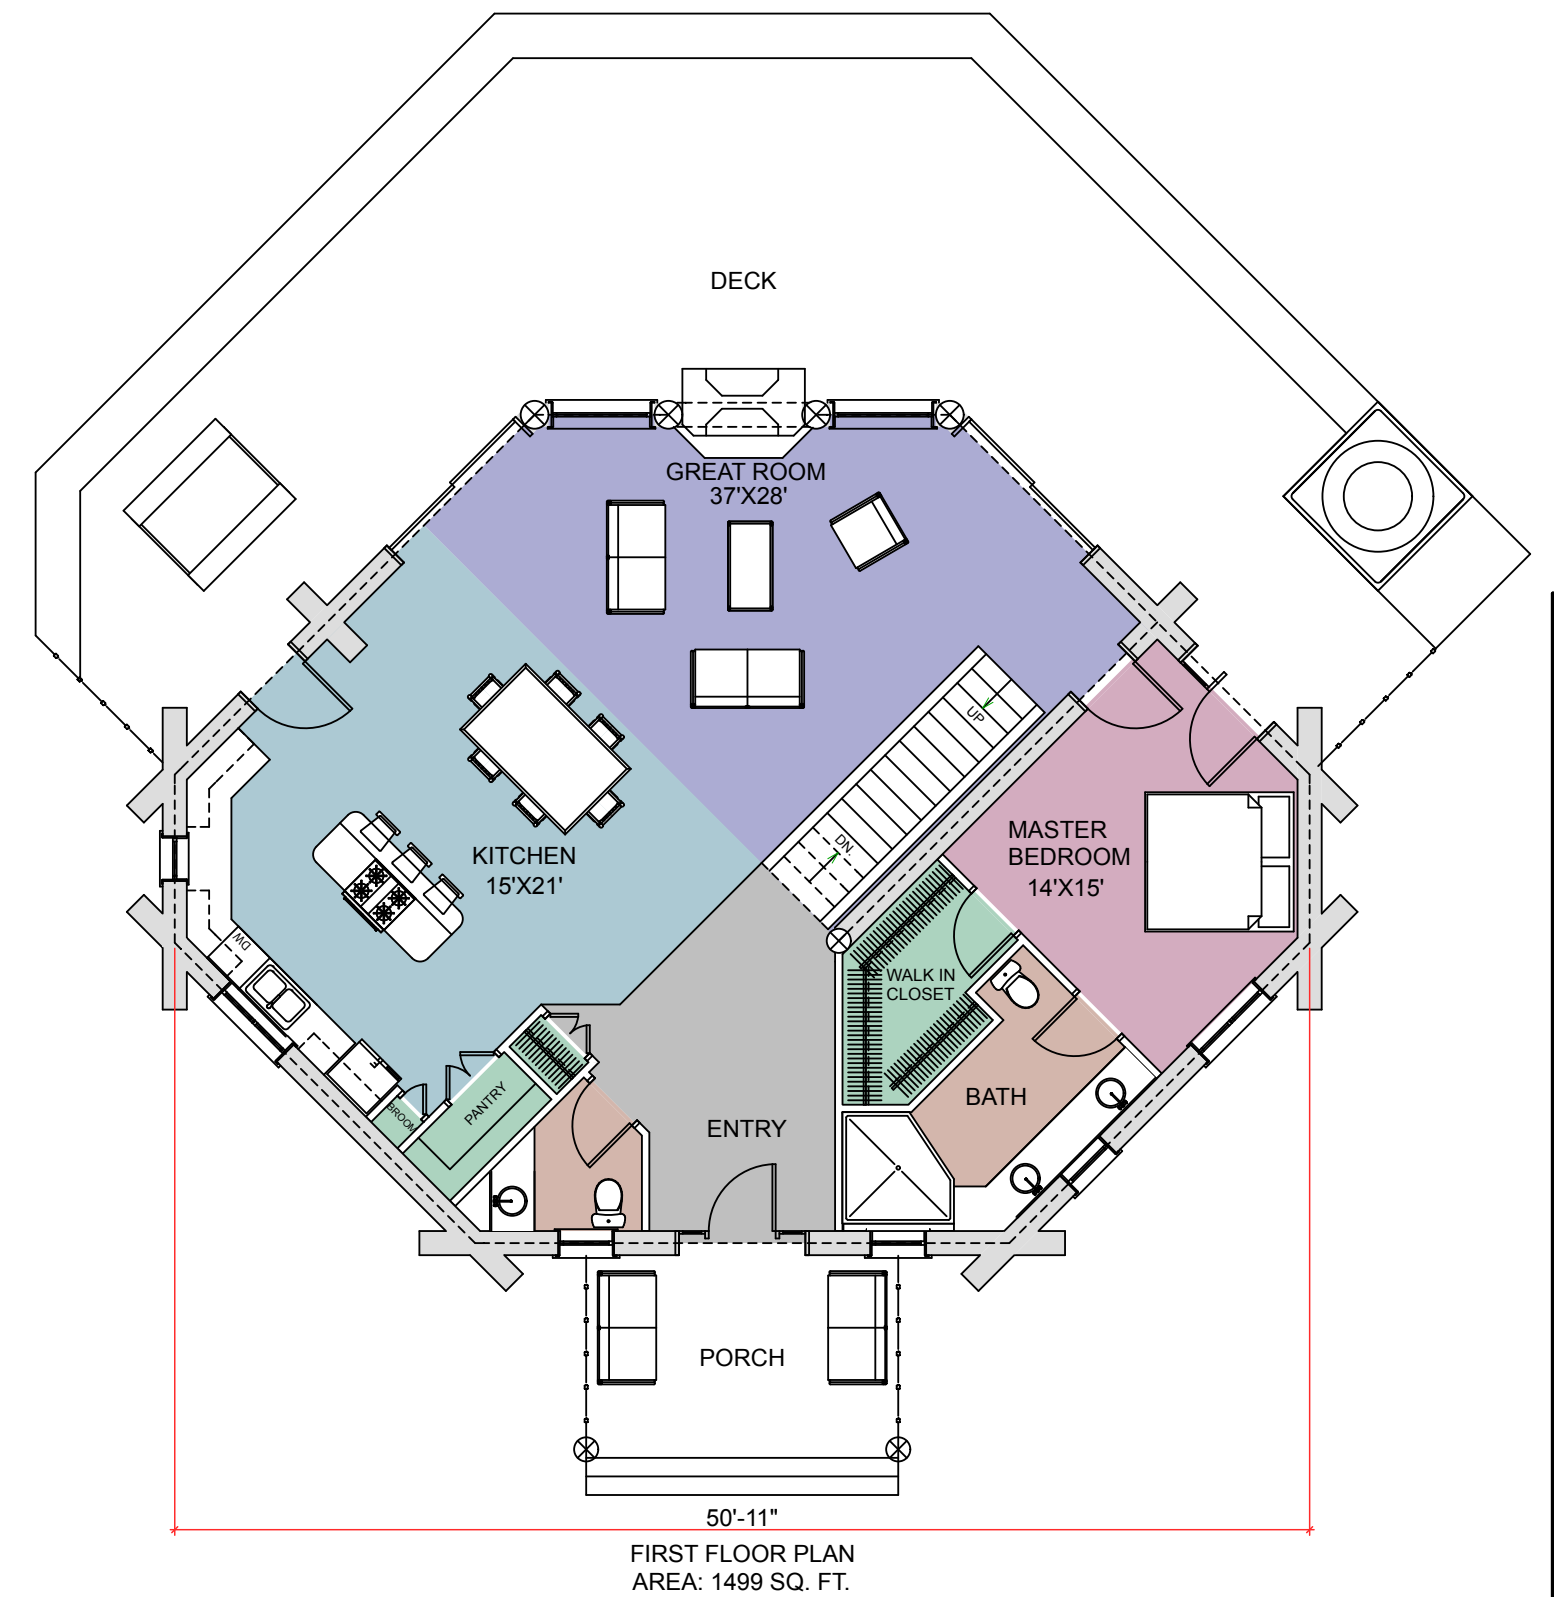 DECK
GREAT ROOM
37'X28'
UP
DN.
MASTER
BEDROOM
14'X15'
KITCHEN
15'X21'
DW
WALK IN
CLOSET
PANTRY
BROOM
BATH
ENTRY
PORCH
50'-11"
FIRST FLOOR PLAN
AREA: 1499 SQ. FT.